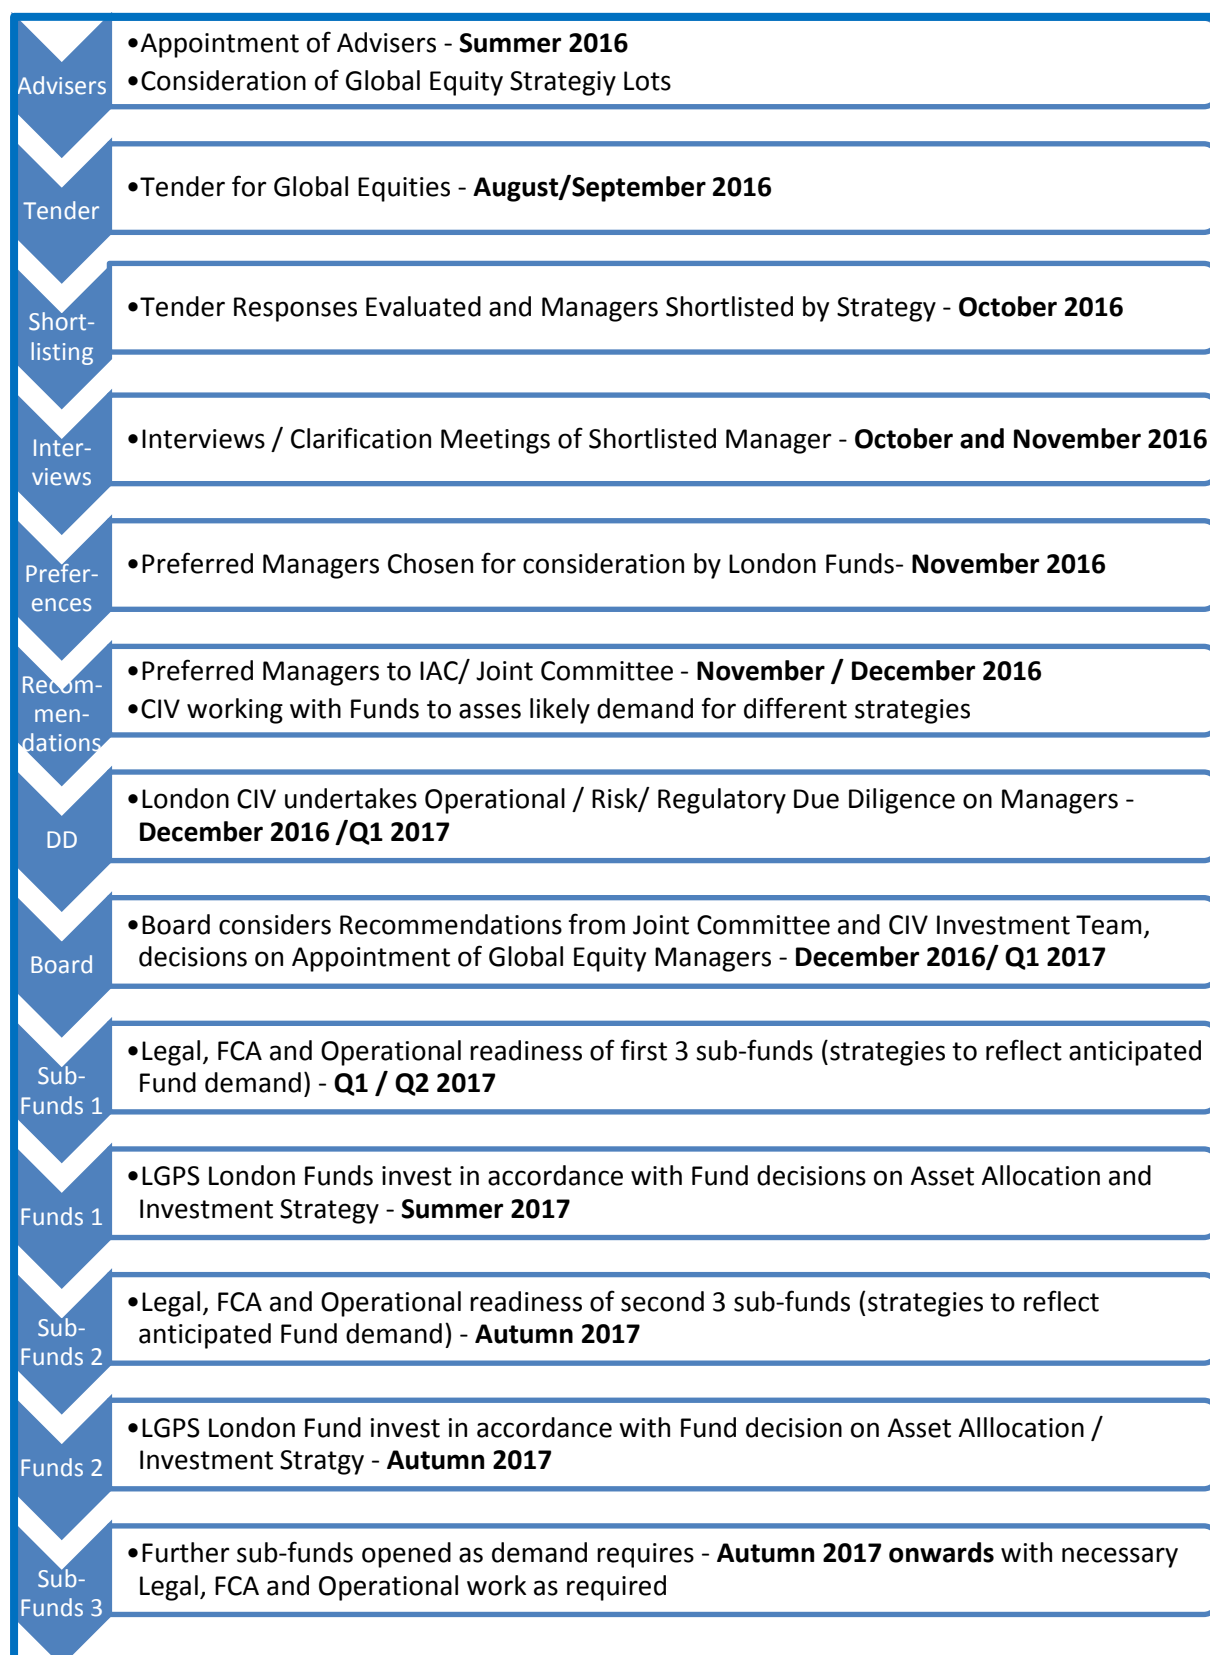 Advisers
•Appointment of Advisers - Summer 2016
•Consideration of Global Equity Strategiy Lots
Tender
•Tender for Global Equities - August/September 2016
Short-
listing
•Tender Responses Evaluated and Managers Shortlisted by Strategy - October 2016
Inter-
views
•Interviews / Clarification Meetings of Shortlisted Manager - October and November 2016
Prefer-
ences
•Preferred Managers Chosen for consideration by London Funds- November 2016
Recom-
men-
dations
•Preferred Managers to IAC/ Joint Committee - November / December 2016
•CIV working with Funds to asses likely demand for different strategies
DD
•London CIV undertakes Operational / Risk/ Regulatory Due Diligence on Managers -
December 2016 /Q1 2017
Board
•Board considers Recommendations from Joint Committee and CIV Investment Team,
decisions on Appointment of Global Equity Managers - December 2016/ Q1 2017
Sub-
Funds 1
•Legal, FCA and Operational readiness of first 3 sub-funds (strategies to reflect anticipated
Fund demand) - Q1 / Q2 2017
Funds 1
•LGPS London Funds invest in accordance with Fund decisions on Asset Allocation and
Investment Strategy - Summer 2017
Sub-
Funds 2
•Legal, FCA and Operational readiness of second 3 sub-funds (strategies to reflect
anticipated Fund demand) - Autumn 2017
Funds 2
•LGPS London Fund invest in accordance with Fund decision on Asset Alllocation /
Investment Stratgy - Autumn 2017
Sub-
Funds 3
•Further sub-funds opened as demand requires - Autumn 2017 onwards with necessary
Legal, FCA and Operational work as required